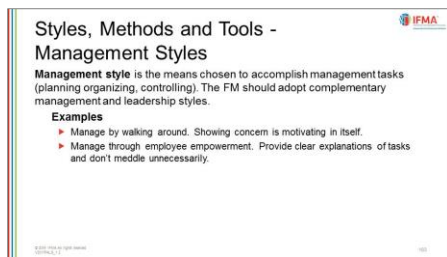 Styles, Methods and Tools -
Management Styles
IFMA
Management style is the means chosen to accomplish management tasks
(planning organizing, controlling). The FM should adopt complementary
management and leadership styles.
Examples
▶ Manage by walking around. Showing concern is motivating in itself.
▶ Manage through employee empowerment. Provide clear explanations of tasks
and don't meddle unnecessarily.